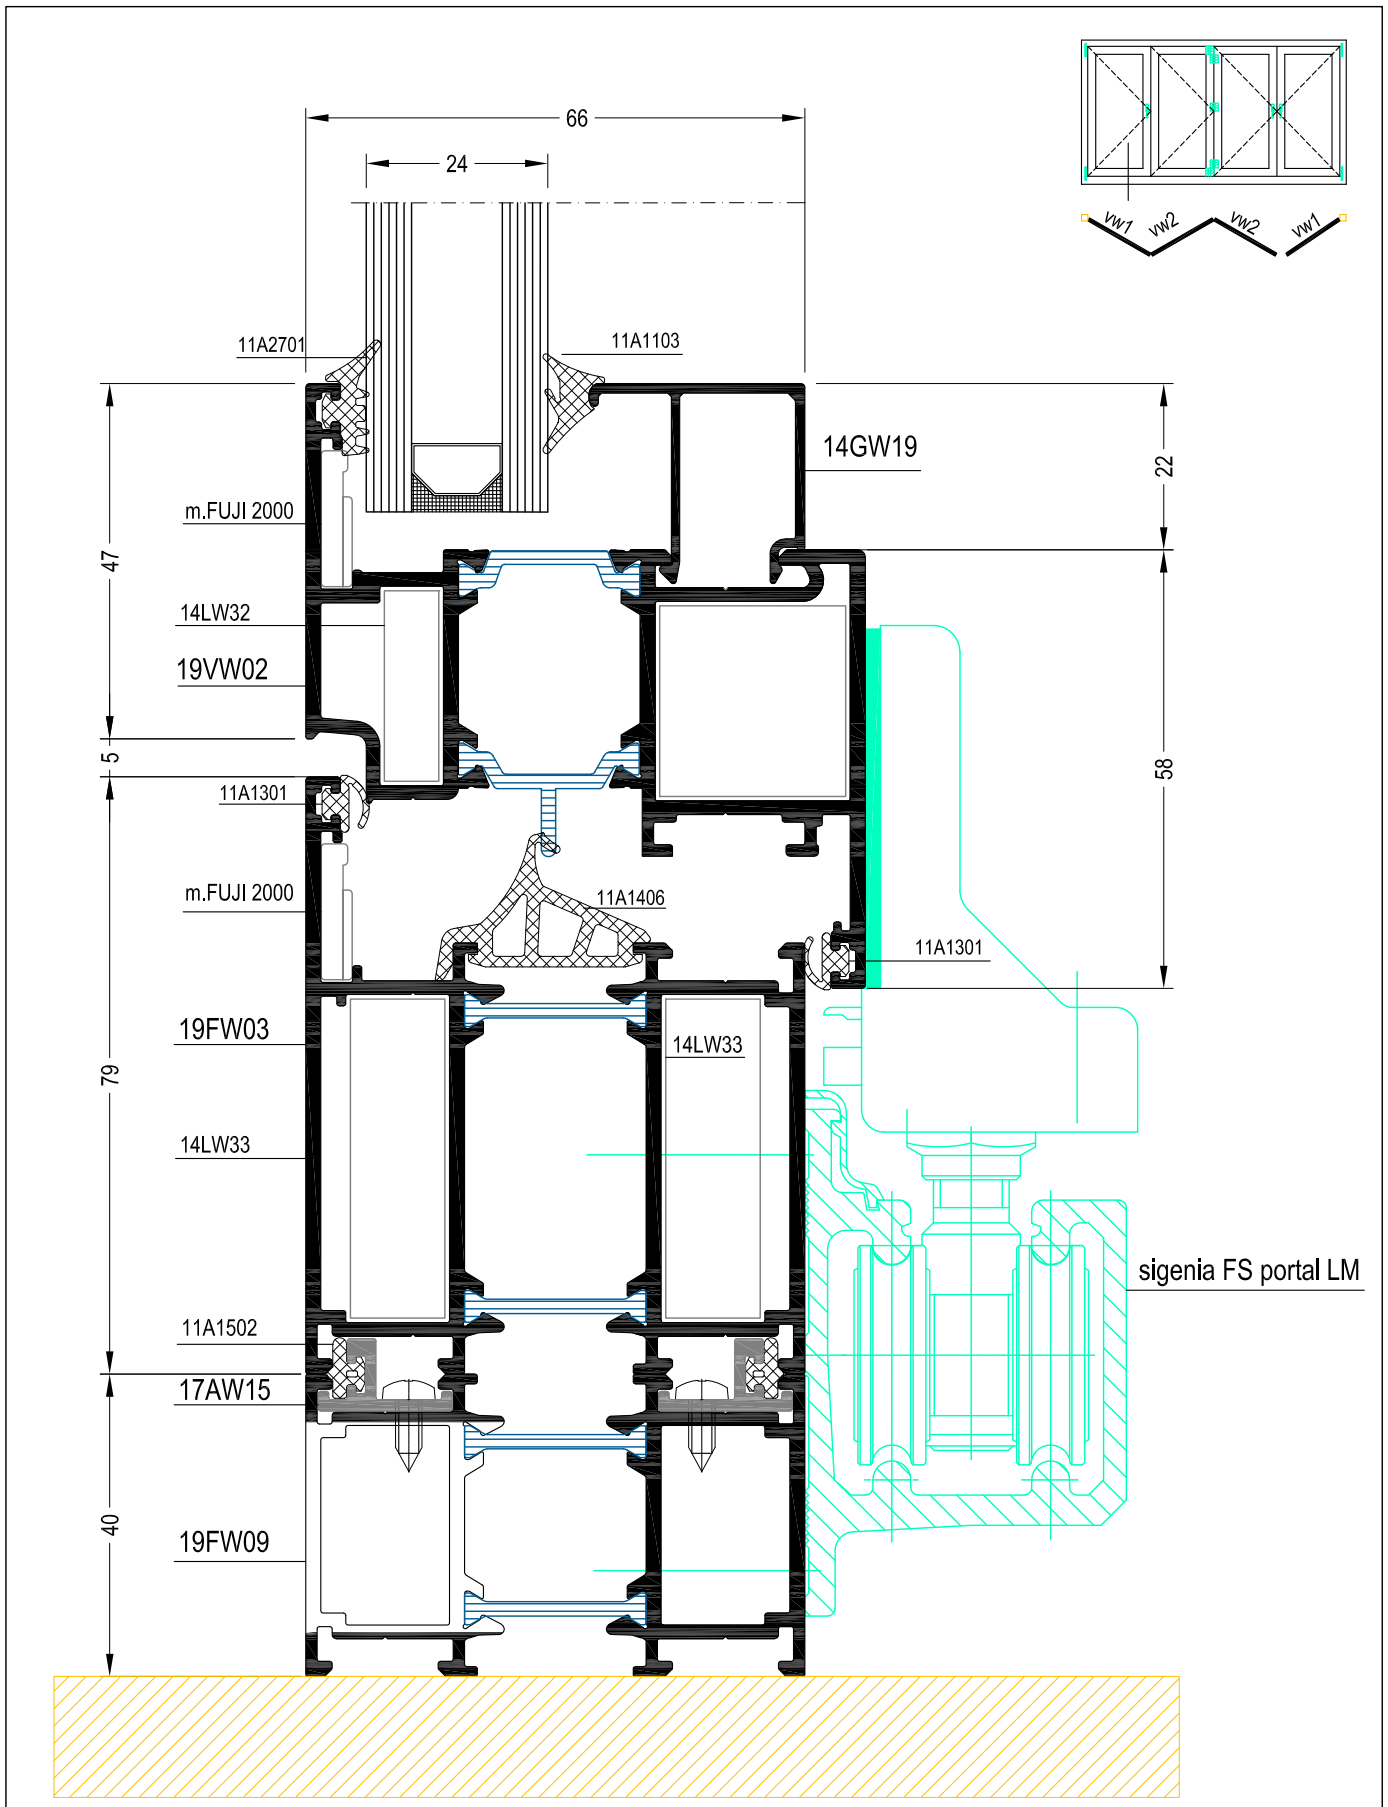 66
24
vw1
vw2
vw2
vw1
11A2701
11A1103
14GW19
22
m.FUJI 2000
47
14LW32
19VW02
5
58
11A1301
m.FUJI 2000
11A1406
11A1301
19FW03
14LW33
79
14LW33
sigenia FS portal LM
11A1502
17AW15
40
19FW09